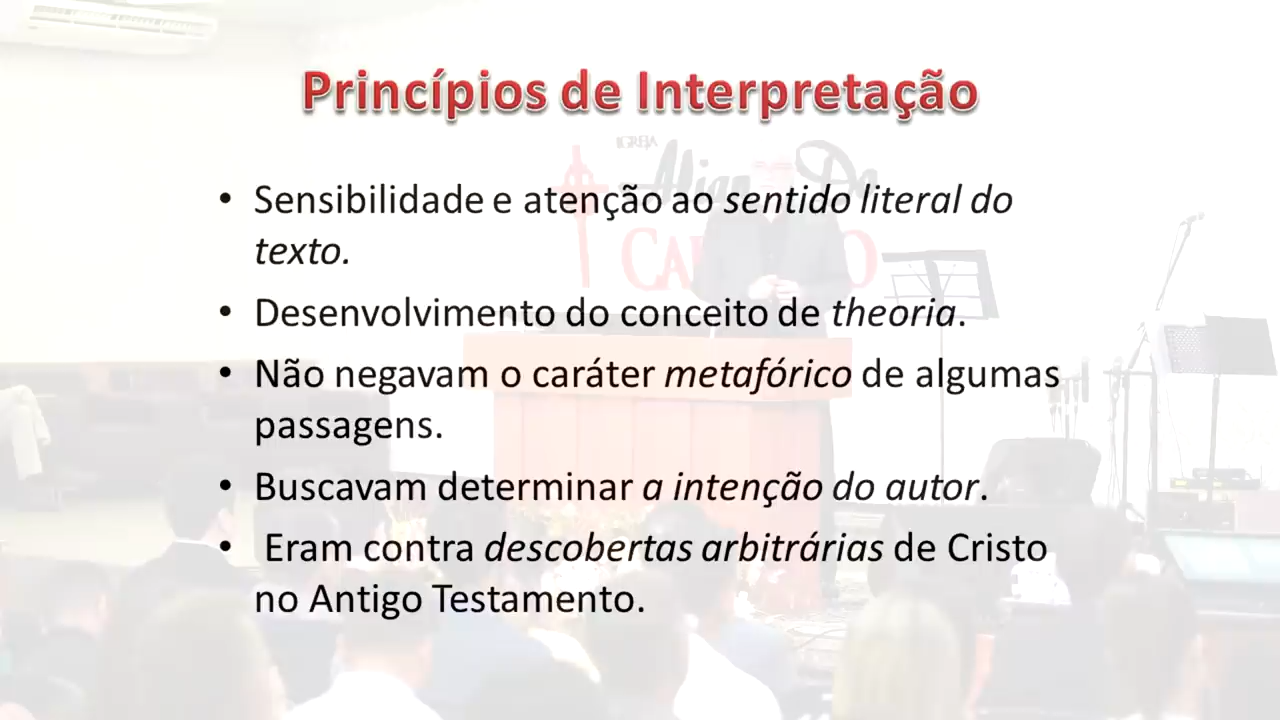 Princípios de Interpretação
IGREJA
• Sensibilidade e atenção ao sentido literal do
texto.
• Desenvolvimento do conceito de theoria.
• Não negavam o caráter metafórico de algumas
passagens.
• Buscavam determinar a intenção do autor.
• Eram contra descobertas arbitrárias de Cristo
no Antigo Testamento.